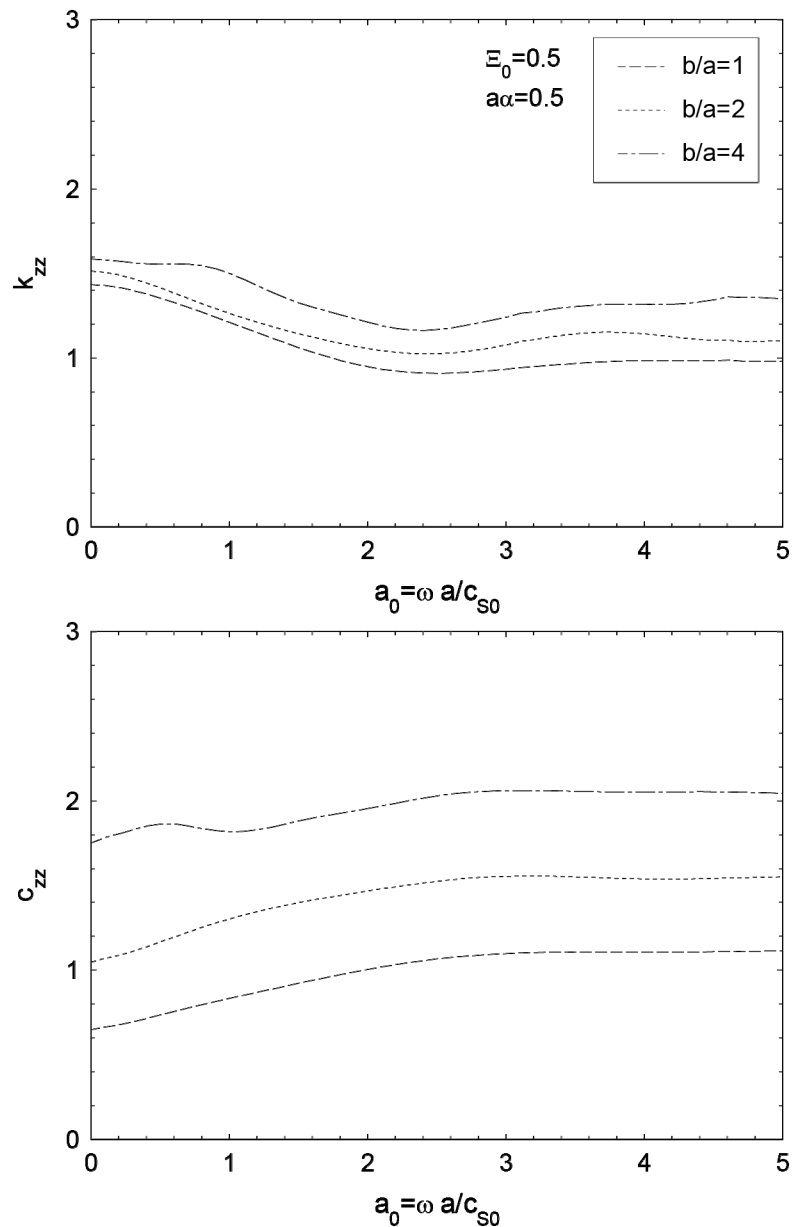 3
Ξ0=0.5
aα=0.5
b/a=1
b/a=2
b/a=4
2
kzz
1
0
0 1 2 3 4 5
a0=ω a/cS0
3
2
czz
1
0
0 1 2 3 4 5
a0=ω a/cS0